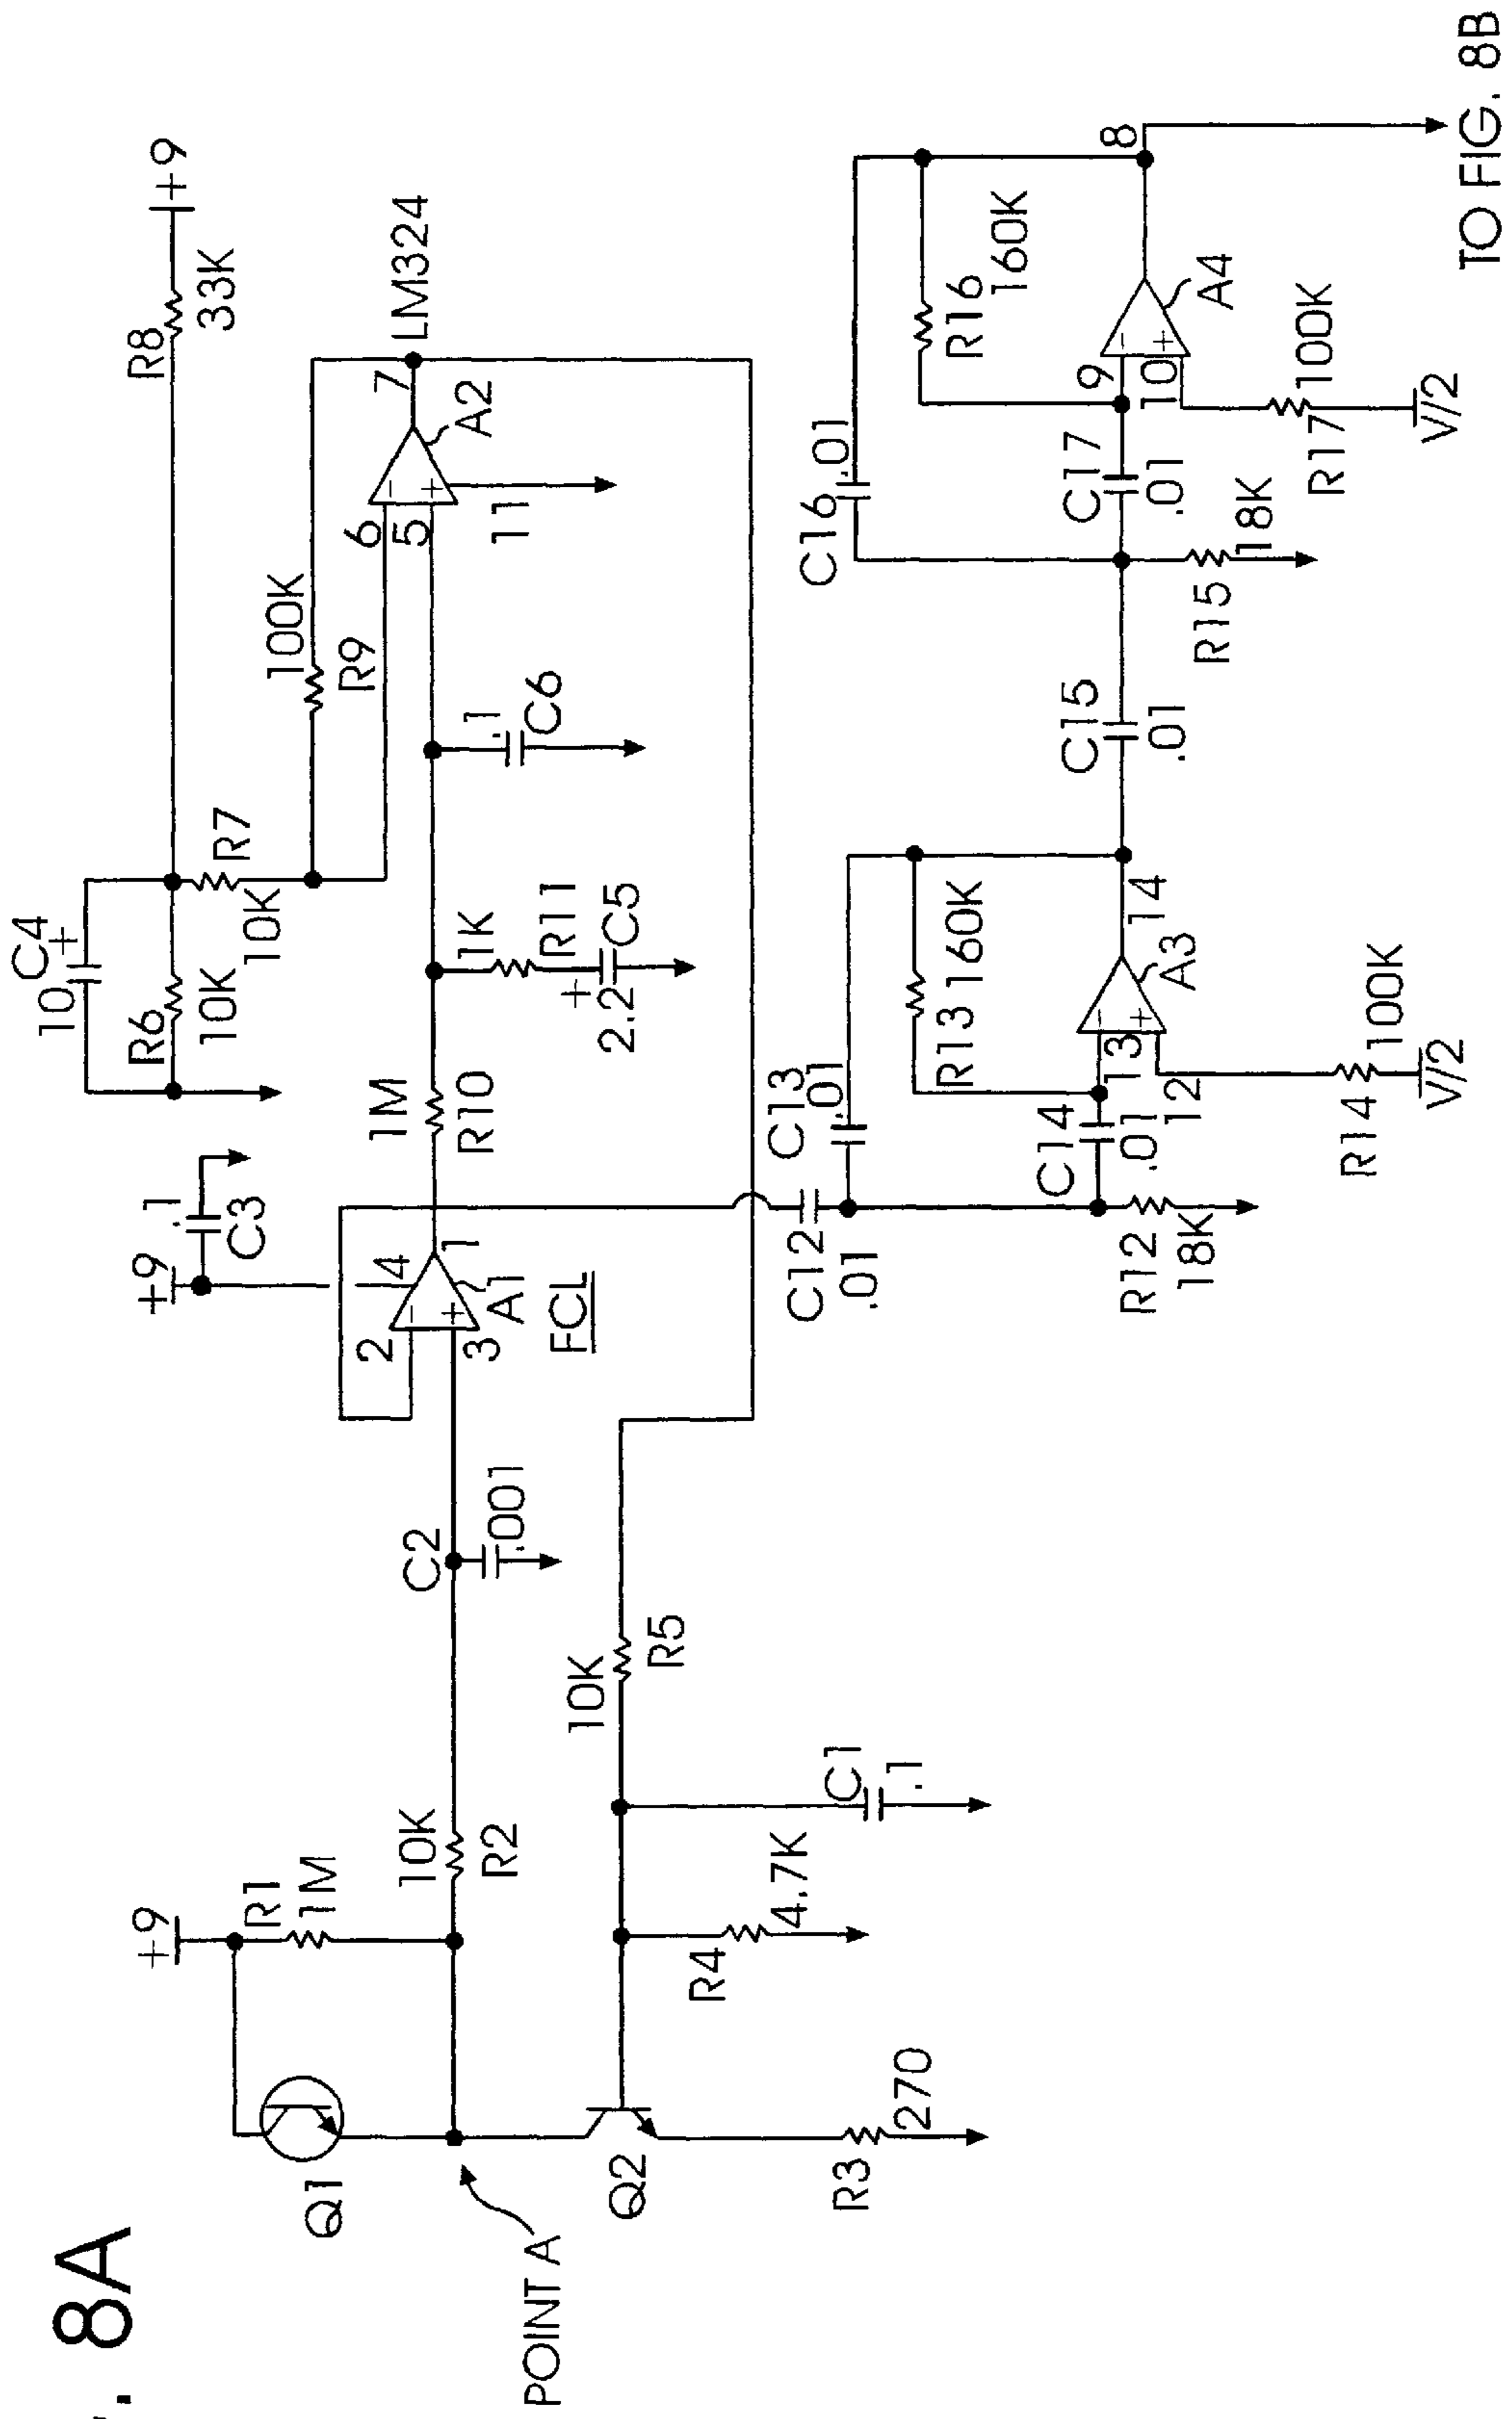 . 8A
POINT A
Q1
+9
R1
1M
10K
R2
Q2
R3
270
R4
4.7K
C1
.1
10K
R5
C2
.001
+9
.1
C3
2
3
4
1
A1
FCL
1M
R10
1K
R11
+
2.2
C5
.1
C6
C4
10
+
R6
10K
R7
10K
R8
33K
+9
100K
R9
6
5
7
11
A2
LM324
C12
.01
C13
.01
R12
18K
C14
.01
13
12
R13
160K
14
A3
R14
100K
V/2
C15
.01
C16
.01
R15
18K
C17
.01
9
10
R16
160K
8
A4
R17
100K
V/2
TO FIG. 8B